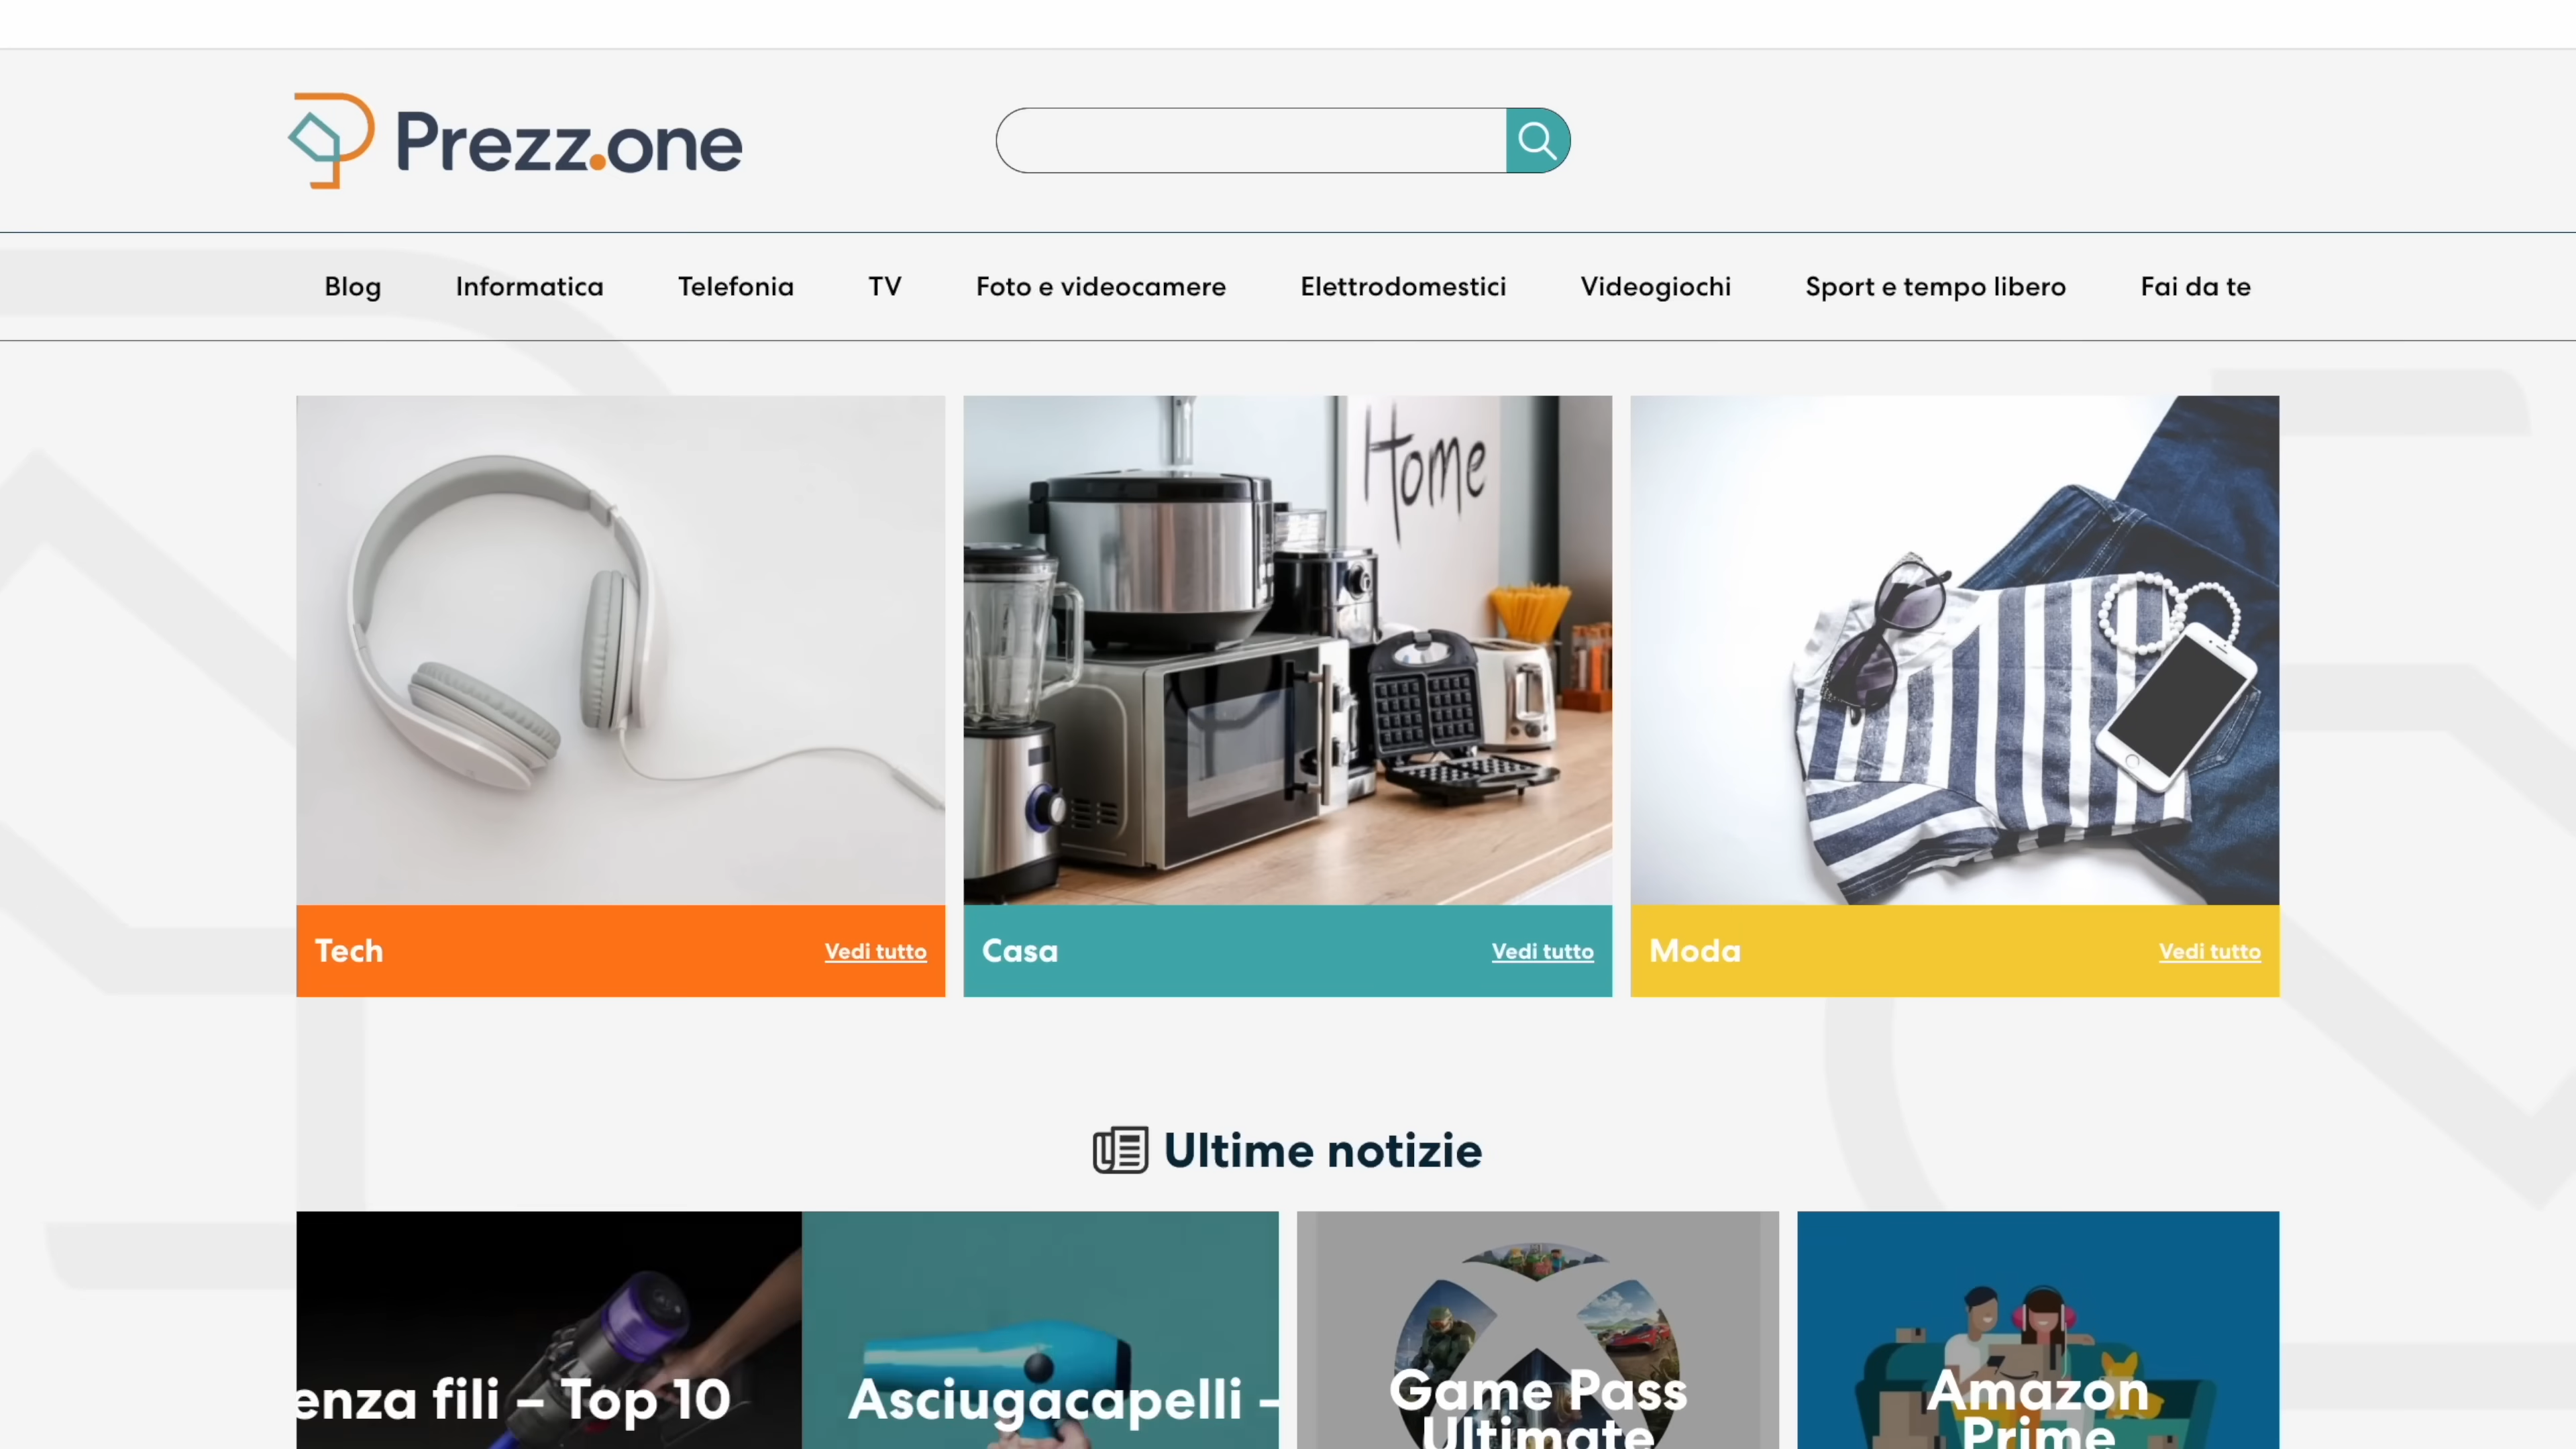 Prezz.one
Blog Informatica Telefonia TV Foto e videocamere Elettrodomestici Videogiochi Sport e tempo libero Fai da te
Home
Tech Vedi tutto
Casa Vedi tutto
Moda Vedi tutto
Ultime notizie
enza fili – Top 10
Asciugacapelli –
Game Pass
Ultimate
Amazon
Prime